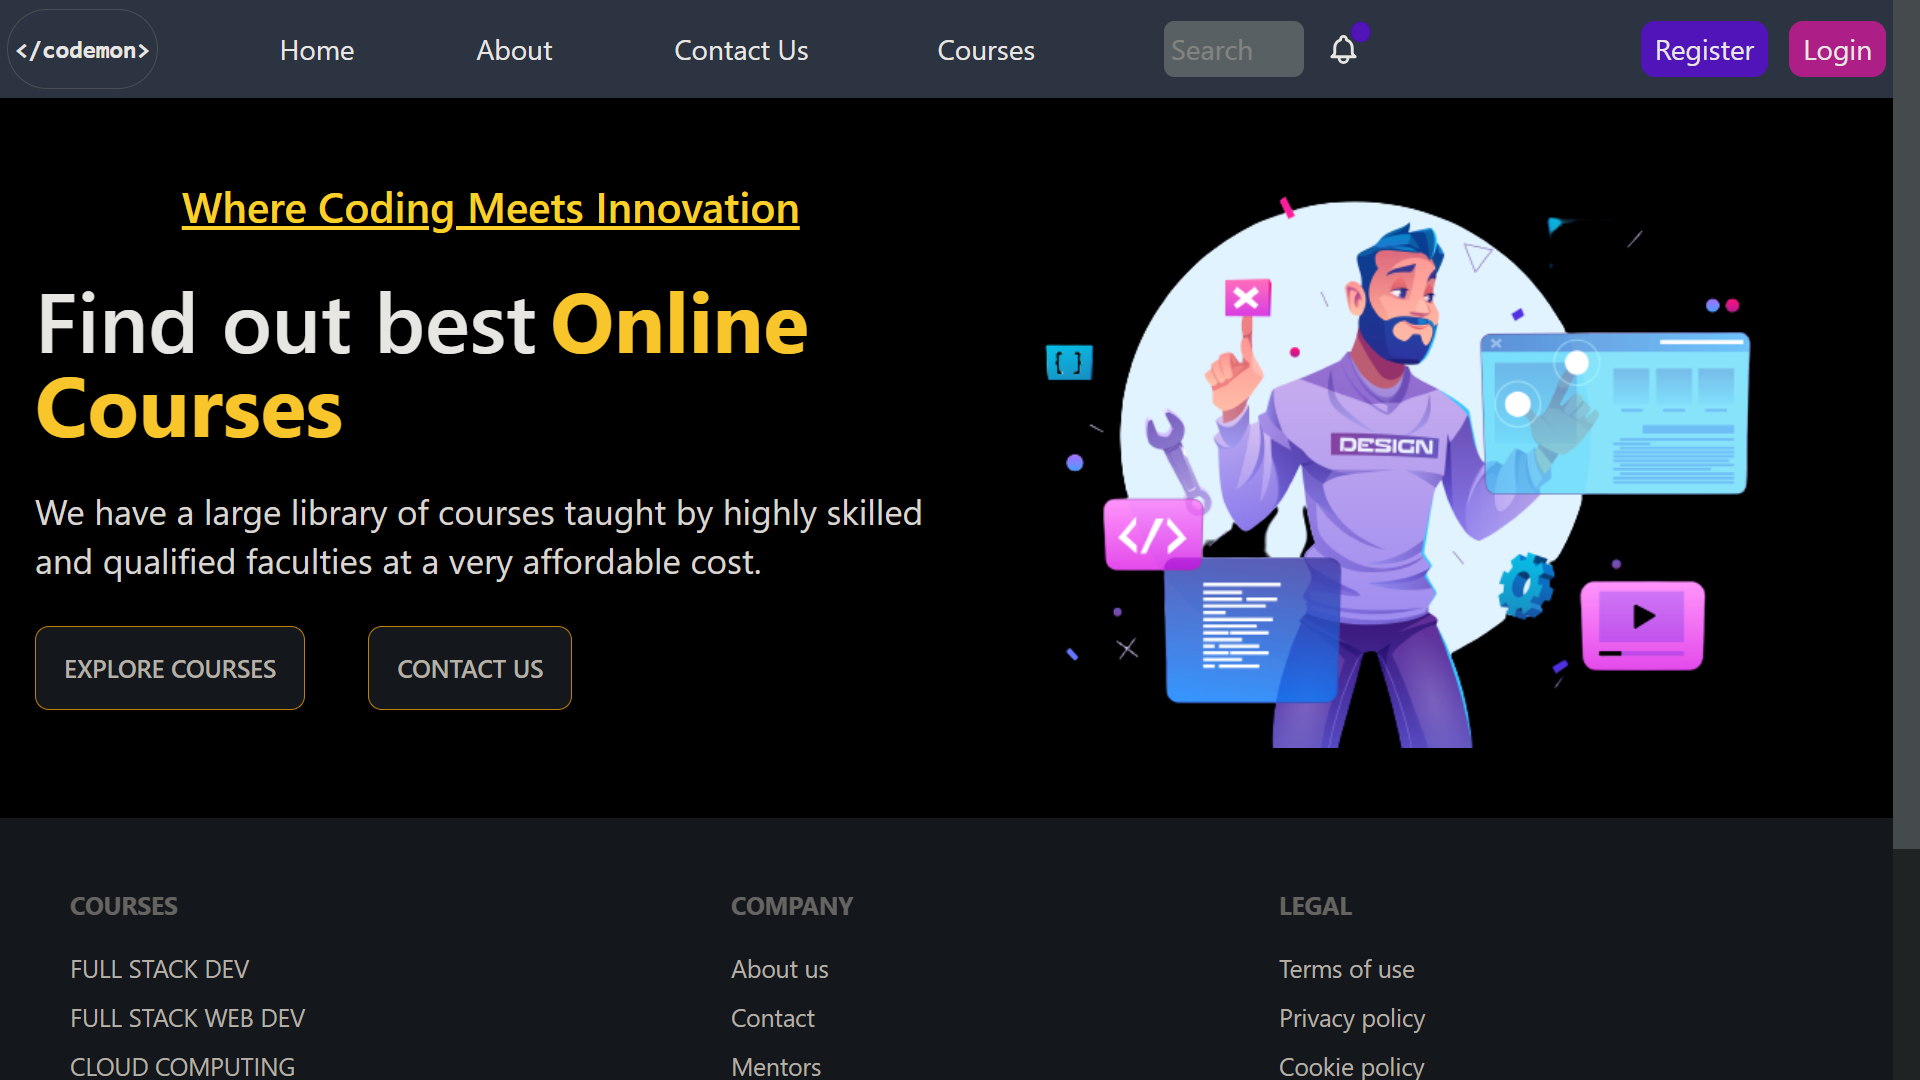 </codemon>
Home
About
Contact Us
Courses
Search
Register
Login
Where Coding Meets Innovation
Find out best Online
Courses
We have a large library of courses taught by highly skilled
and qualified faculties at a very affordable cost.
EXPLORE COURSES
CONTACT US
{ }
DESIGN
</>
COURSES
FULL STACK DEV
FULL STACK WEB DEV
CLOUD COMPUTING
COMPANY
About us
Contact
Mentors
LEGAL
Terms of use
Privacy policy
Cookie policy